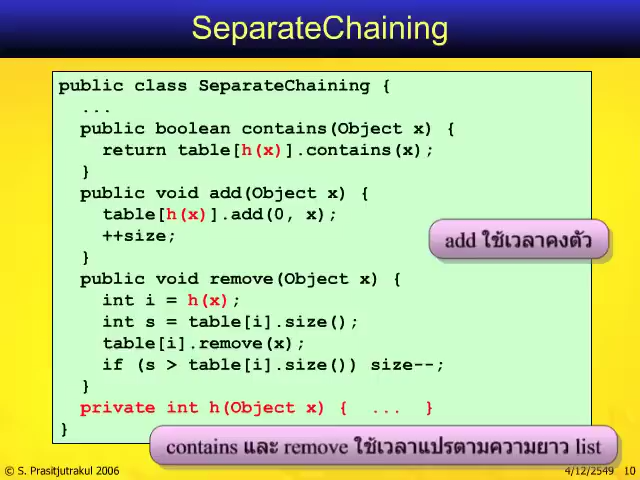 SeparateChaining
public class SeparateChaining {
...
public boolean contains(Object x) {
return table[h(x)].contains(x);
}
public void add(Object x) {
table[h(x)].add(0, x);
++size;
}
add ใช้เวลาคงตัว
public void remove(Object x) {
int i = h(x);
int s = table[i].size();
table[i].remove(x);
if (s > table[i].size()) size--;
}
private int h(Object x) { ... }
}
contains และ remove ใช้เวลาแปรตามความยาว list
© S. Prasitjutrakul 2006
4/12/2549 10